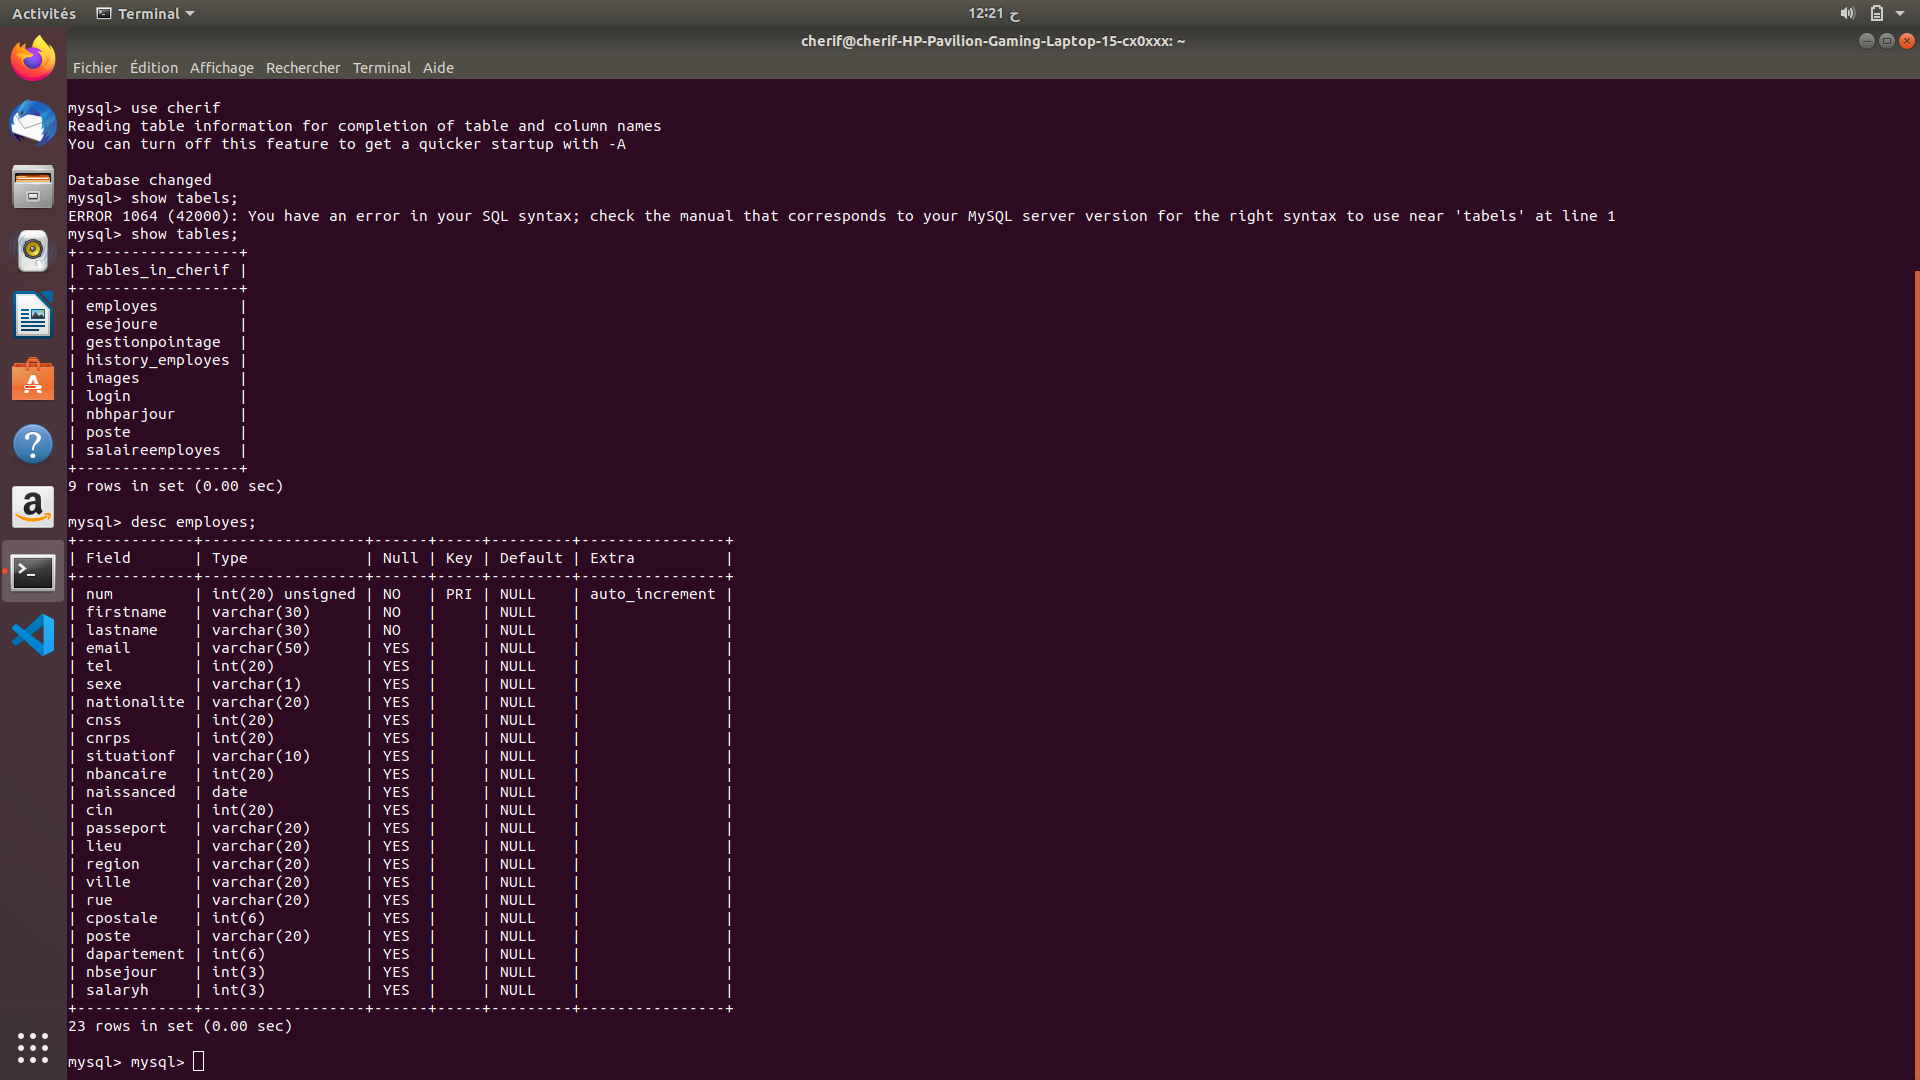 Activités Terminal 12:21 خ
cherif@cherif-HP-Pavilion-Gaming-Laptop-15-cx0xxx: ~
Fichier Édition Affichage Rechercher Terminal Aide
mysql> use cherif
Reading table information for completion of table and column names
You can turn off this feature to get a quicker startup with -A
Database changed
mysql> show tabels;
ERROR 1064 (42000): You have an error in your SQL syntax; check the manual that corresponds to your MySQL server version for the right syntax to use near 'tabels' at line 1
mysql> show tables;
+------------------+
| Tables_in_cherif |
+------------------+
| employes         |
| esejoure         |
| gestionpointage  |
| history_employes |
| images           |
| login            |
| nbhparjour       |
| poste            |
| salaireemployes  |
+------------------+
9 rows in set (0.00 sec)
mysql> desc employes;
+-------------+------------------+------+-----+---------+----------------+
| Field       | Type             | Null | Key | Default | Extra          |
+-------------+------------------+------+-----+---------+----------------+
| num         | int(20) unsigned | NO   | PRI | NULL    | auto_increment |
| firstname   | varchar(30)      | NO   |     | NULL    |                |
| lastname    | varchar(30)      | NO   |     | NULL    |                |
| email       | varchar(50)      | YES  |     | NULL    |                |
| tel         | int(20)          | YES  |     | NULL    |                |
| sexe        | varchar(1)       | YES  |     | NULL    |                |
| nationalite | varchar(20)      | YES  |     | NULL    |                |
| cnss        | int(20)          | YES  |     | NULL    |                |
| cnrps       | int(20)          | YES  |     | NULL    |                |
| situationf  | varchar(10)      | YES  |     | NULL    |                |
| nbancaire   | int(20)          | YES  |     | NULL    |                |
| naissanced  | date             | YES  |     | NULL    |                |
| cin         | int(20)          | YES  |     | NULL    |                |
| passeport   | varchar(20)      | YES  |     | NULL    |                |
| lieu        | varchar(20)      | YES  |     | NULL    |                |
| region      | varchar(20)      | YES  |     | NULL    |                |
| ville       | varchar(20)      | YES  |     | NULL    |                |
| rue         | varchar(20)      | YES  |     | NULL    |                |
| cpostale    | int(6)           | YES  |     | NULL    |                |
| poste       | varchar(20)      | YES  |     | NULL    |                |
| dapartement | int(6)           | YES  |     | NULL    |                |
| nbsejour    | int(3)           | YES  |     | NULL    |                |
| salaryh     | int(3)           | YES  |     | NULL    |                |
+-------------+------------------+------+-----+---------+----------------+
23 rows in set (0.00 sec)
mysql> mysql>